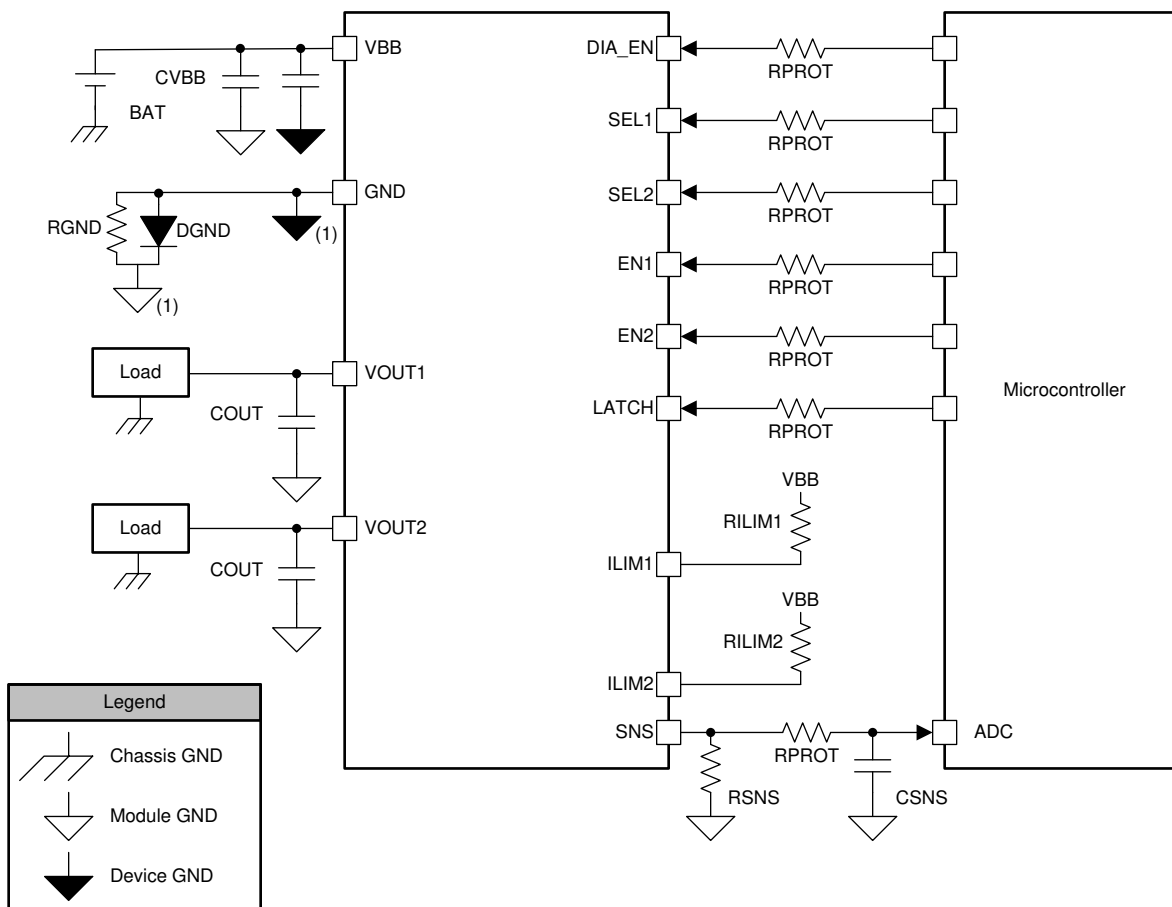 VBB
DIA_EN
RPROT
CVBB
BAT
SEL1
RPROT
GND
SEL2
RPROT
RGND
DGND
(1)
(1)
EN1
RPROT
EN2
RPROT
Load
VOUT1
COUT
LATCH
RPROT
Microcontroller
VBB
RILIM1
Load
VOUT2
COUT
ILIM1
VBB
RILIM2
ILIM2
SNS
RPROT
ADC
RSNS
CSNS
Legend
Chassis GND
Module GND
Device GND